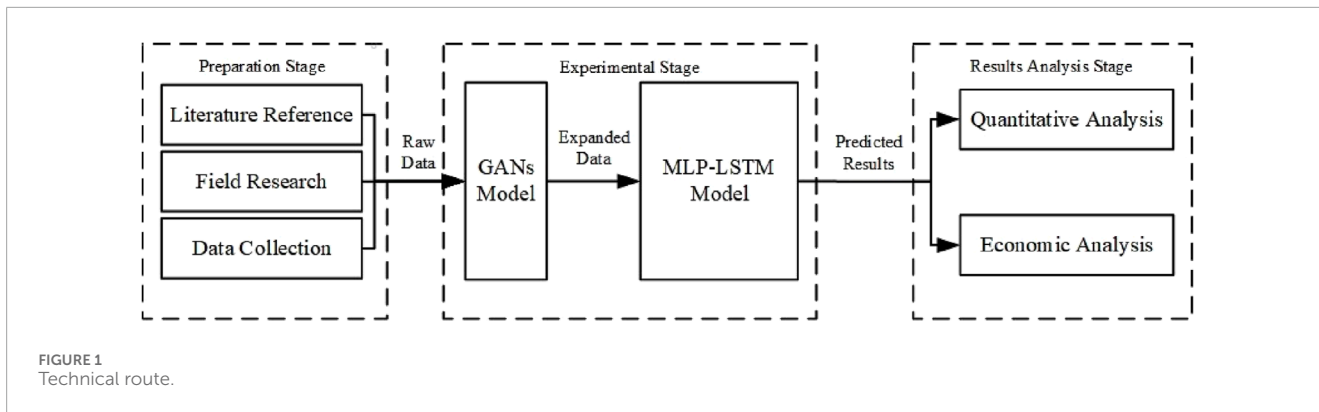 Preparation Stage
Literature Reference
Field Research
Data Collection
Raw
Data
Experimental Stage
GANs
Model
Expanded
Data
MLP-LSTM
Model
Predicted
Results
Results Analysis Stage
Quantitative Analysis
Economic Analysis
FIGURE 1
Technical route.